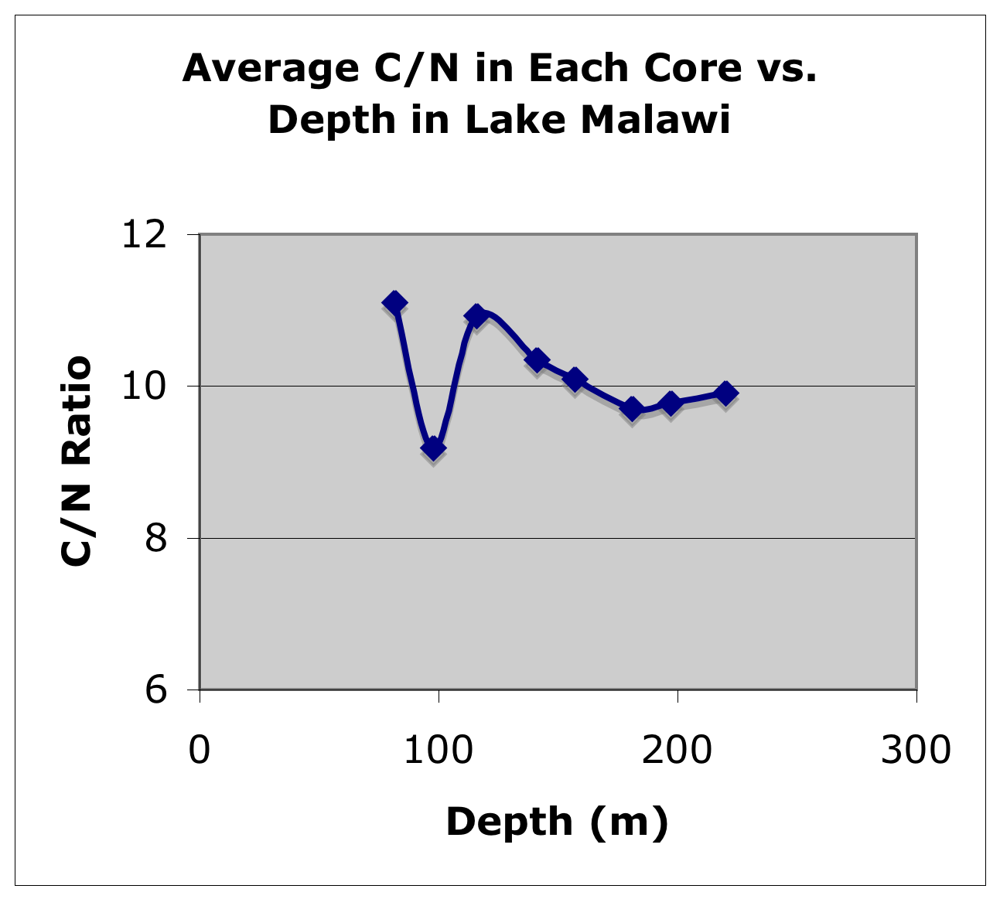 Average C/N in Each Core vs.
Depth in Lake Malawi
12
10
8
6
C/N Ratio
0 100 200 300
Depth (m)